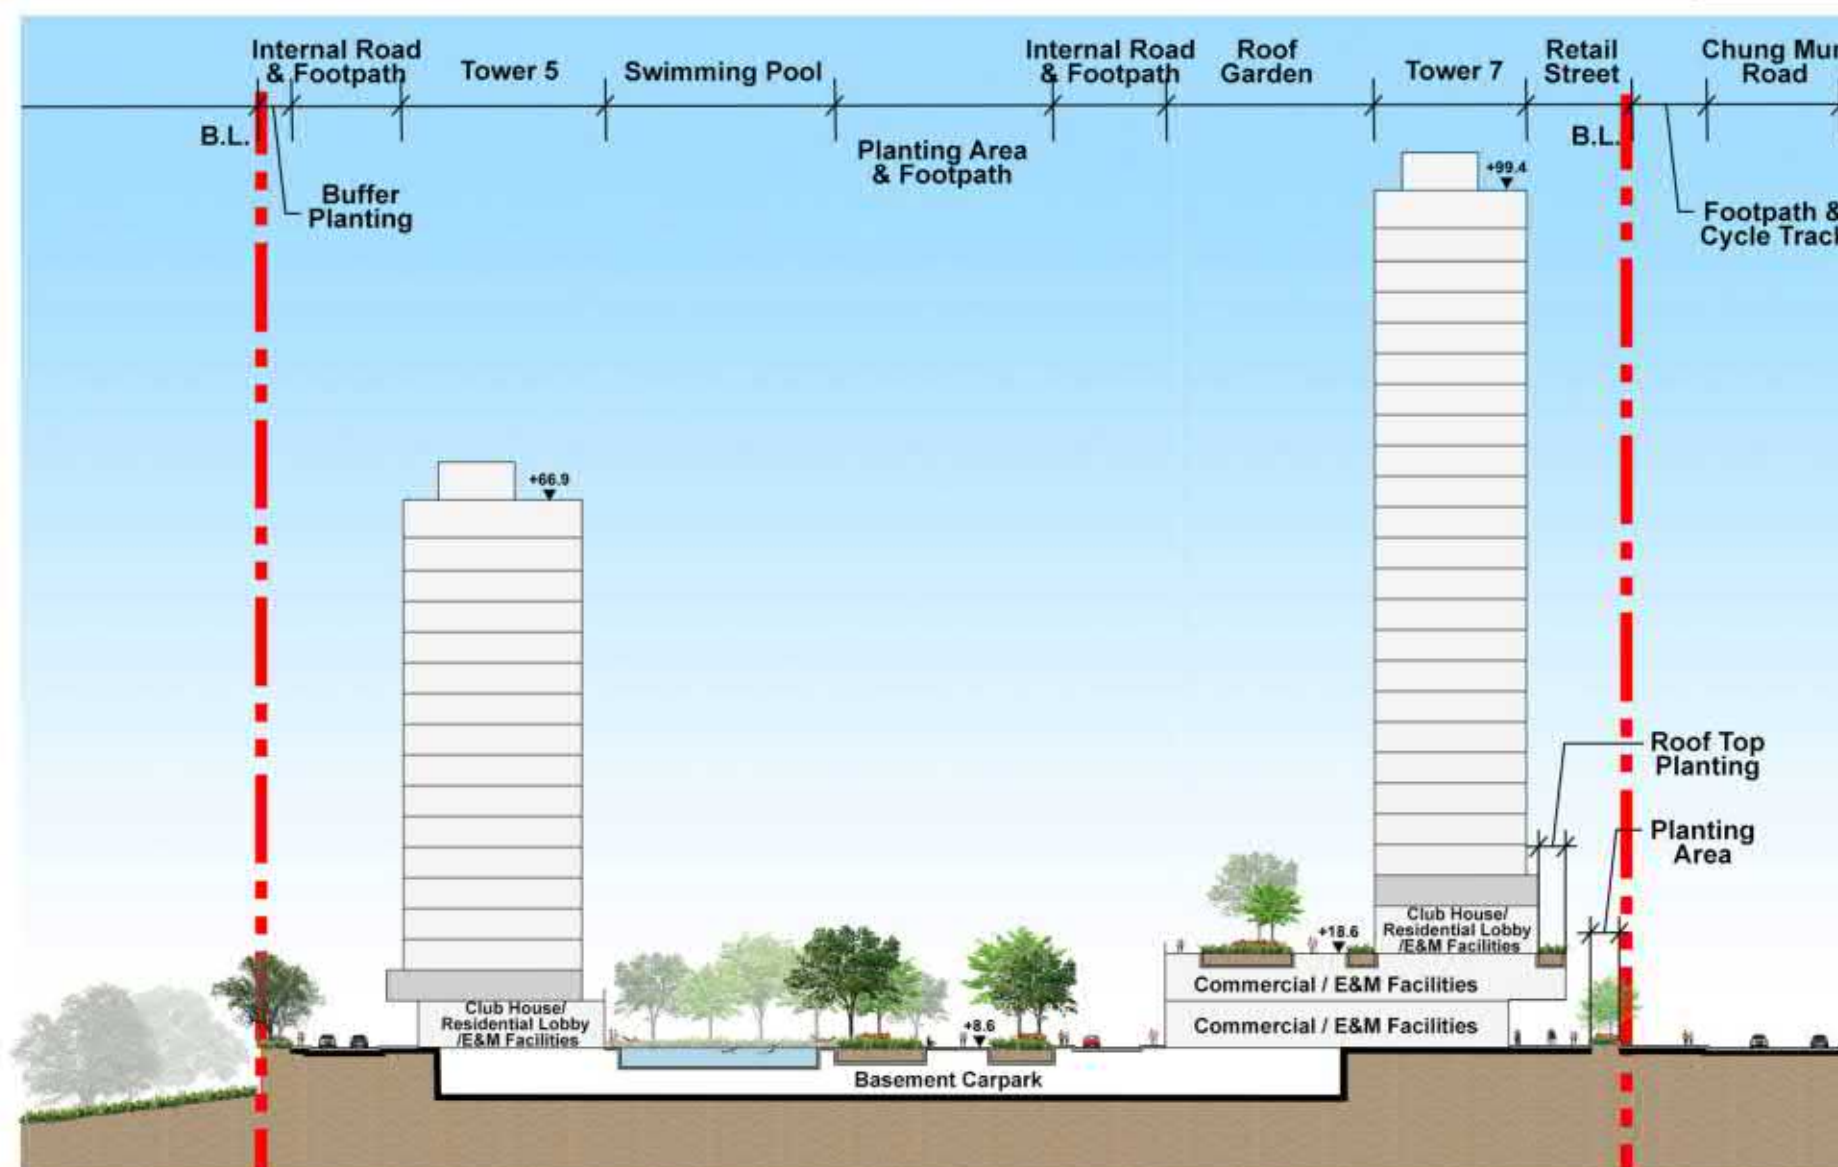 Internal Road
& Footpath
Tower 5
Swimming Pool
Internal Road
& Footpath
Roof
Garden
Tower 7
Retail
Street
Chung Mur
Road
B.L.
B.L.
Planting Area
& Footpath
Buffer
Planting
+99.4
Footpath &
Cycle Track
+66.9
Roof Top
Planting
Planting
Area
Club House/
Residential Lobby
/E&M Facilities
+18.6
Commercial / E&M Facilities
Club House/
Residential Lobby
/E&M Facilities
+8.6
Commercial / E&M Facilities
Basement Carpark